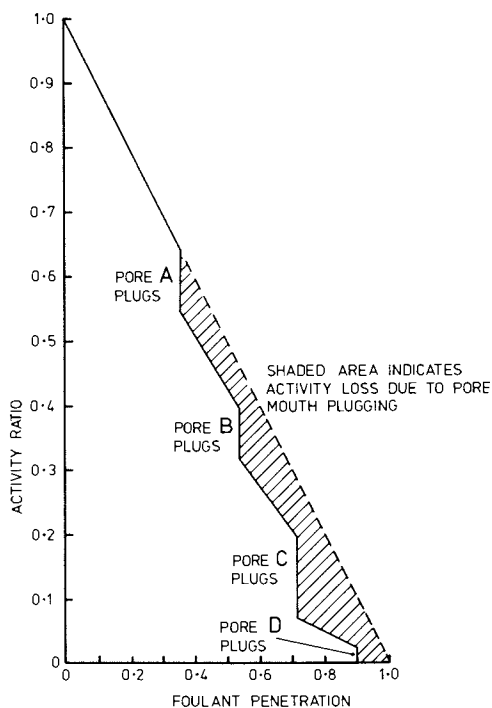 1·0
0·9
0·8
0·7
0·6
0·5
0·4
0·3
0·2
0·1
0
ACTIVITY RATIO
PORE A
PLUGS
SHADED AREA INDICATES
ACTIVITY LOSS DUE TO PORE
MOUTH PLUGGING
PORE B
PLUGS
PORE C
PLUGS
PORE D
PLUGS
0 0·2 0·4 0·6 0·8 1·0
FOULANT PENETRATION